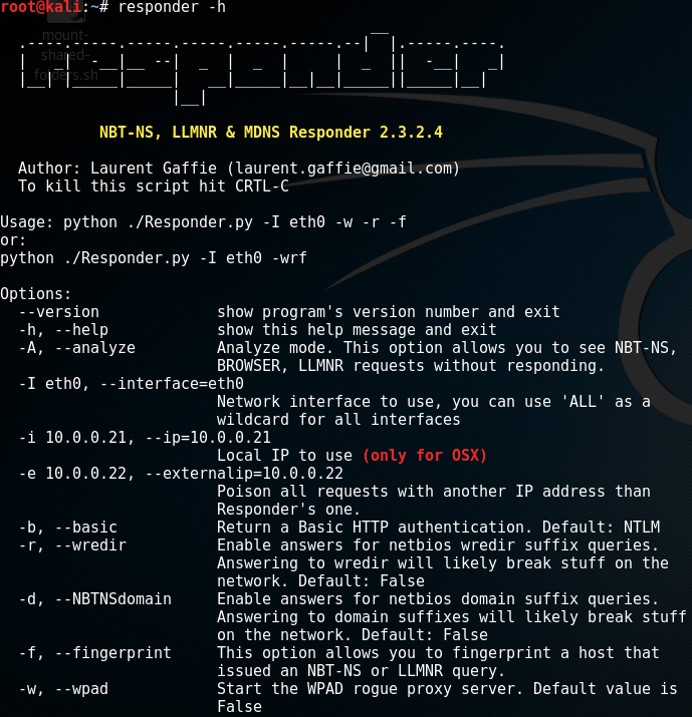 root@kali:~# responder -h
mount-
shared-
folders.sh
NBT-NS, LLMNR & MDNS Responder 2.3.2.4
Author: Laurent Gaffie (laurent.gaffie@gmail.com)
To kill this script hit CRTL-C
Usage: python ./Responder.py -I eth0 -w -r -f
or:
python ./Responder.py -I eth0 -wrf
Options:
--version show program's version number and exit
-h, --help show this help message and exit
-A, --analyze Analyze mode. This option allows you to see NBT-NS,
BROWSER, LLMNR requests without responding.
-I eth0, --interface=eth0
Network interface to use, you can use 'ALL' as a
wildcard for all interfaces
-i 10.0.0.21, --ip=10.0.0.21
Local IP to use (only for OSX)
-e 10.0.0.22, --externalip=10.0.0.22
Poison all requests with another IP address than
Responder's one.
-b, --basic Return a Basic HTTP authentication. Default: NTLM
-r, --wredir Enable answers for netbios wredir suffix queries.
Answering to wredir will likely break stuff on the
network. Default: False
-d, --NBTNSdomain Enable answers for netbios domain suffix queries.
Answering to domain suffixes will likely break stuff
on the network. Default: False
-f, --fingerprint This option allows you to fingerprint a host that
issued an NBT-NS or LLMNR query.
-w, --wpad Start the WPAD rogue proxy server. Default value is
False